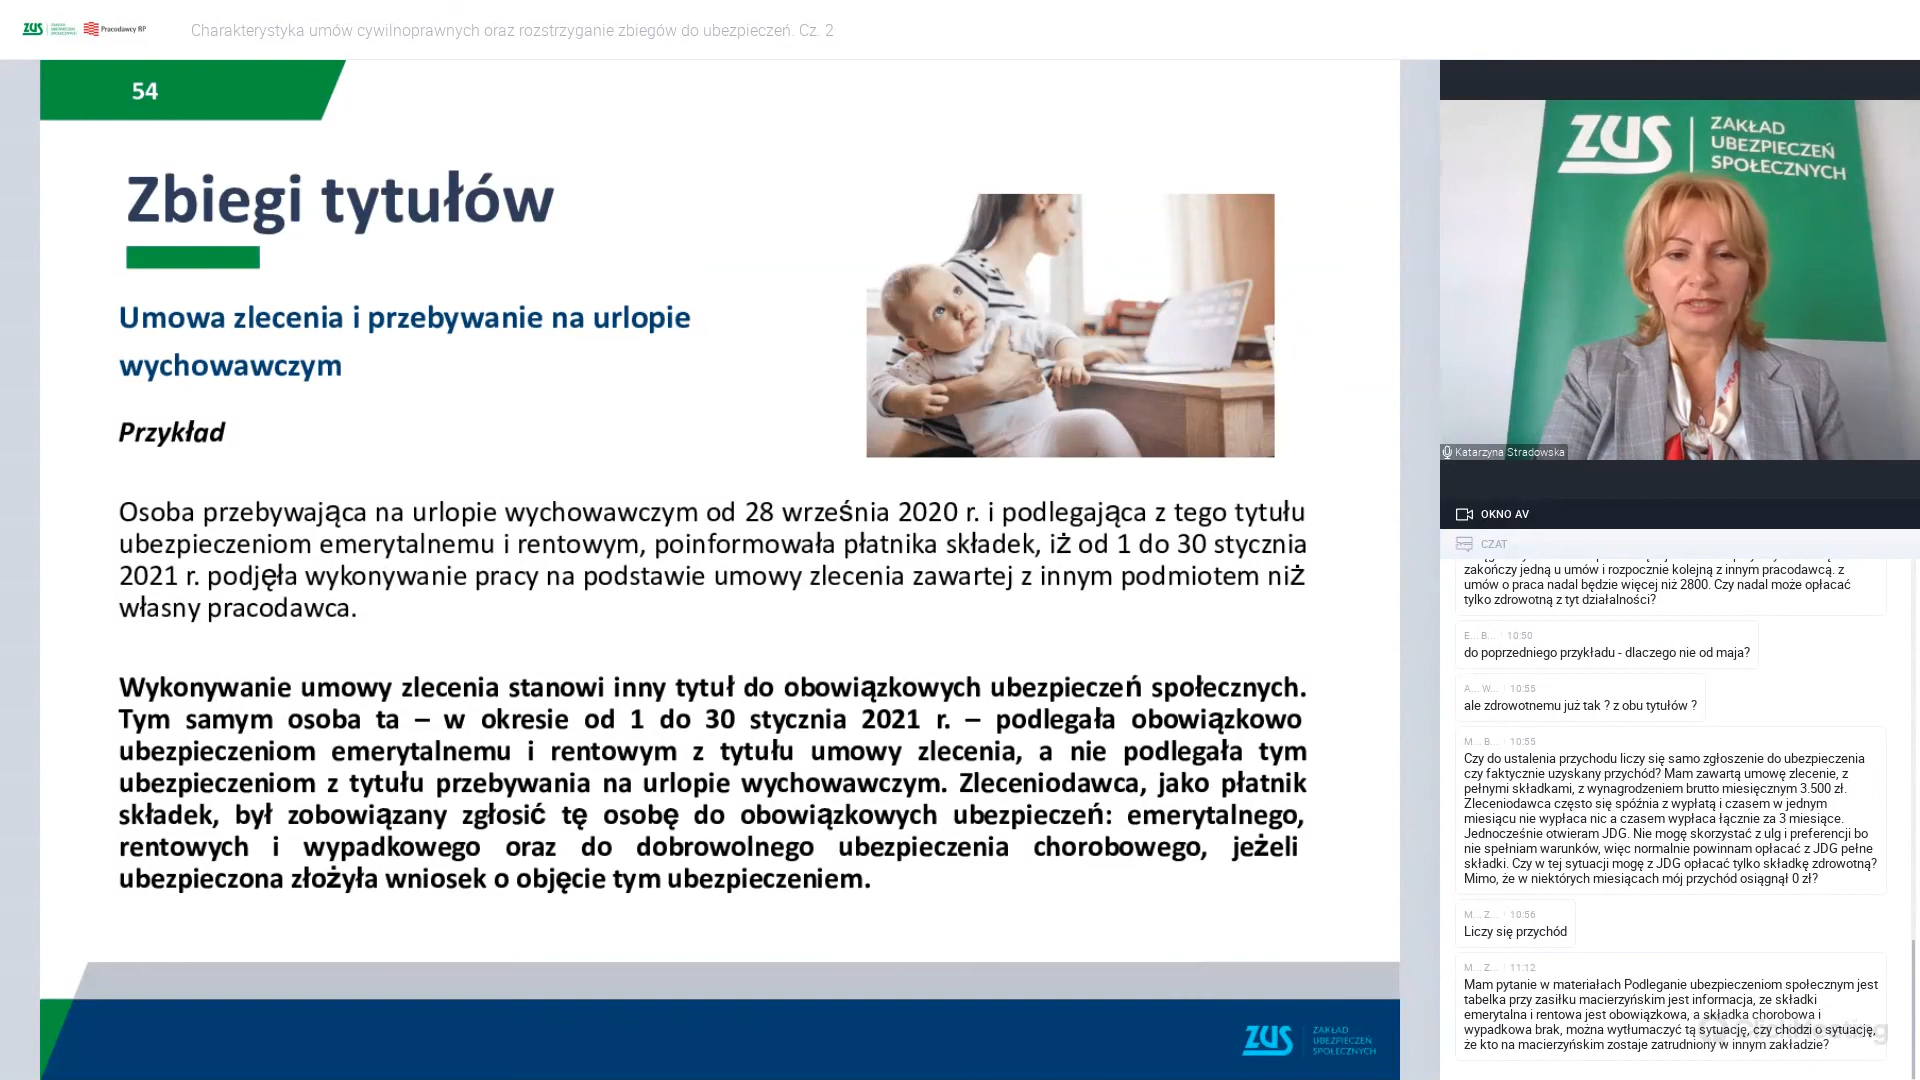 ZUS ZAKŁAD UBEZPIECZEŃ SPOŁECZNYCH Pracodawcy RP
Charakterystyka umów cywilnoprawnych oraz rozstrzyganie zbiegów do ubezpieczeń. Cz. 2
54
Zbiegi tytułów
Umowa zlecenia i przebywanie na urlopie
wychowawczym
Przykład
Osoba przebywająca na urlopie wychowawczym od 28 września 2020 r. i podlegająca z tego tytułu
ubezpieczeniom emerytalnemu i rentowym, poinformowała płatnika składek, iż od 1 do 30 stycznia
2021 r. podjęła wykonywanie pracy na podstawie umowy zlecenia zawartej z innym podmiotem niż
własny pracodawca.
Wykonywanie umowy zlecenia stanowi inny tytuł do obowiązkowych ubezpieczeń społecznych.
Tym samym osoba ta – w okresie od 1 do 30 stycznia 2021 r. – podlegała obowiązkowo
ubezpieczeniom emerytalnemu i rentowym z tytułu umowy zlecenia, a nie podlegała tym
ubezpieczeniom z tytułu przebywania na urlopie wychowawczym. Zleceniodawca, jako płatnik
składek, był zobowiązany zgłosić tę osobę do obowiązkowych ubezpieczeń: emerytalnego,
rentowych i wypadkowego oraz do dobrowolnego ubezpieczenia chorobowego, jeżeli
ubezpieczona złożyła wniosek o objęcie tym ubezpieczeniem.
ZUS ZAKŁAD
UBEZPIECZEŃ
SPOŁECZNYCH
ZUS ZAKŁAD
UBEZPIECZEŃ
SPOŁECZNYCH
Katarzyna Stradowska
OKNO AV
CZAT
zakończy jedną u umów i rozpocznie kolejną z innym pracodawcą. z
umów o praca nadal będzie więcej niż 2800. Czy nadal może opłacać
tylko zdrowotną z tyt działalności?
E... B... 10:50
do poprzedniego przykładu - dlaczego nie od maja?
A... W... 10:55
ale zdrowotnemu już tak ? z obu tytułów ?
M... B... 10:55
Czy do ustalenia przychodu liczy się samo zgłoszenie do ubezpieczenia
czy faktycznie uzyskany przychód? Mam zawartą umowę zlecenie, z
pełnymi składkami, z wynagrodzeniem brutto miesięcznym 3.500 zł.
Zleceniodawca często się spóźnia z wypłatą i czasem w jednym
miesiącu nie wypłaca nic a czasem wypłaca łącznie za 3 miesiące.
Jednocześnie otwieram JDG. Nie mogę skorzystać z ulg i preferencji bo
nie spełniam warunków, więc normalnie powinnam opłacać z JDG pełne
składki. Czy w tej sytuacji mogę z JDG opłacać tylko składkę zdrowotną?
Mimo, że w niektórych miesiącach mój przychód osiągnął 0 zł?
M... Z... 10:56
Liczy się przychód
M... Z... 11:12
Mam pytanie w materiałach Podleganie ubezpieczeniom społecznym jest
tabelka przy zasiłku macierzyńskim jest informacja, ze składki
emerytalna i rentowa jest obowiązkowa, a składka chorobowa i
wypadkowa brak, można wytłumaczyć tą sytuację, czy chodzi o sytuację,
że kto na macierzyńskim zostaje zatrudniony w innym zakładzie?